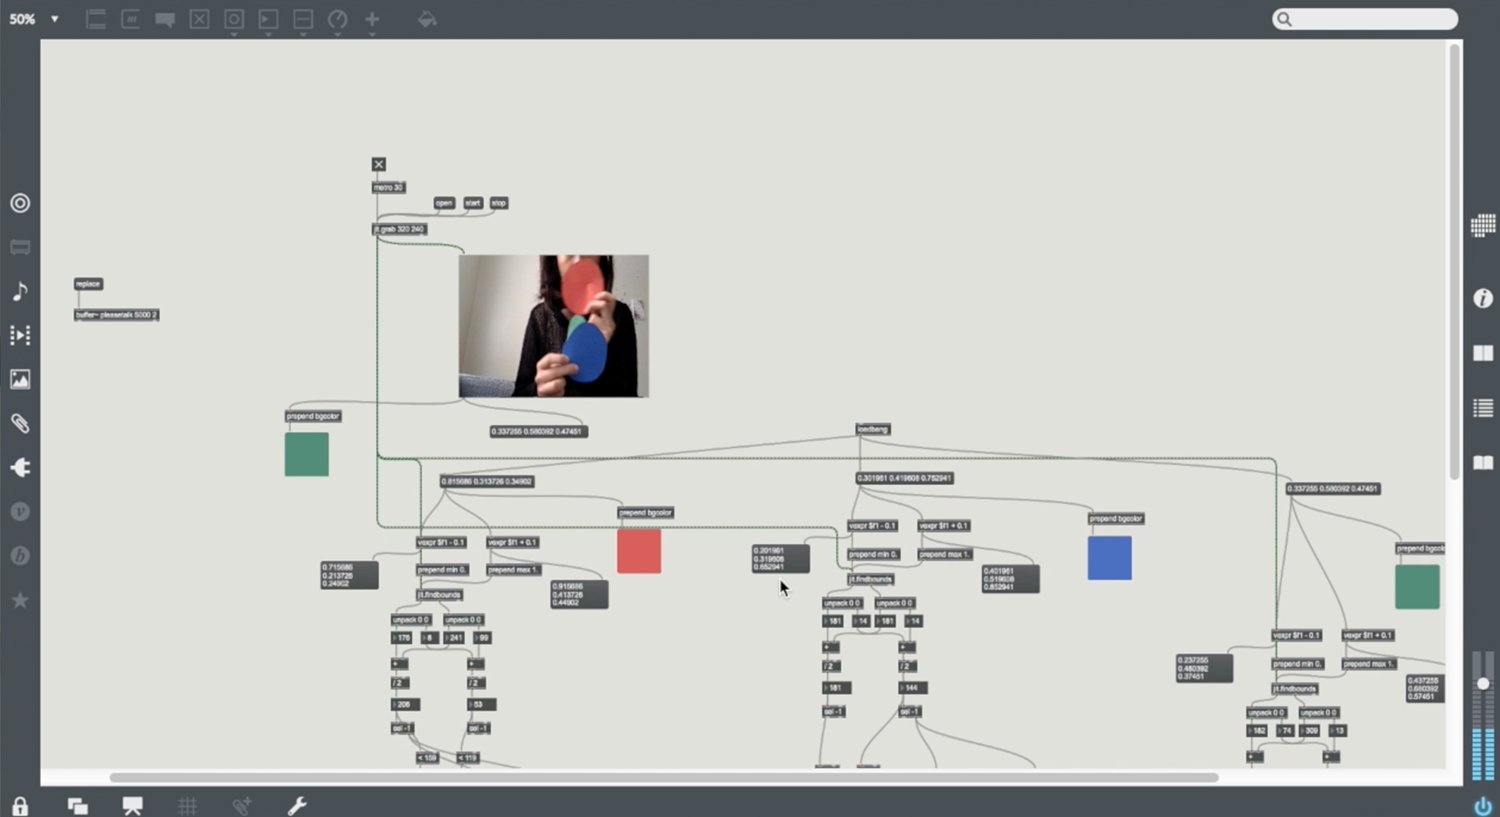 50%
metro 30
open
start
stop
jit.grab 320 240
replace
buffer~ pleasetalk 5000 2
prepend bgcolor
0.337255 0.580392 0.47451
loadbang
0.815686 0.313726 0.34902
0.301961 0.419608 0.752941
0.337255 0.580392 0.47451
prepend bgcolor
prepend bgcolor
vexpr $f1 - 0.1
vexpr $f1 + 0.1
vexpr $f1 - 0.1
vexpr $f1 + 0.1
prepend bgcolo
0.715686
0.213726
0.24902
prepend min 0.
prepend max 1.
0.915686
0.413726
0.44902
0.201961
0.319608
0.652941
prepend min 0.
prepend max 1.
0.401961
0.519608
0.852941
jit.findbounds
jit.findbounds
unpack 0 0
unpack 0 0
unpack 0 0
unpack 0 0
176
8
241
99
181
14
181
14
vexpr $f1 - 0.1
vexpr $f1 + 0.1
+
+
+
+
0.237255
0.480392
0.37451
prepend min 0.
prepend max 1.
0.437255
0.680392
0.57451
/ 2
/ 2
/ 2
/ 2
208
53
181
144
jit.findbounds
sel -1
sel -1
sel -1
sel -1
unpack 0 0
unpack 0 0
182
74
309
13
< 159
< 119
+
+